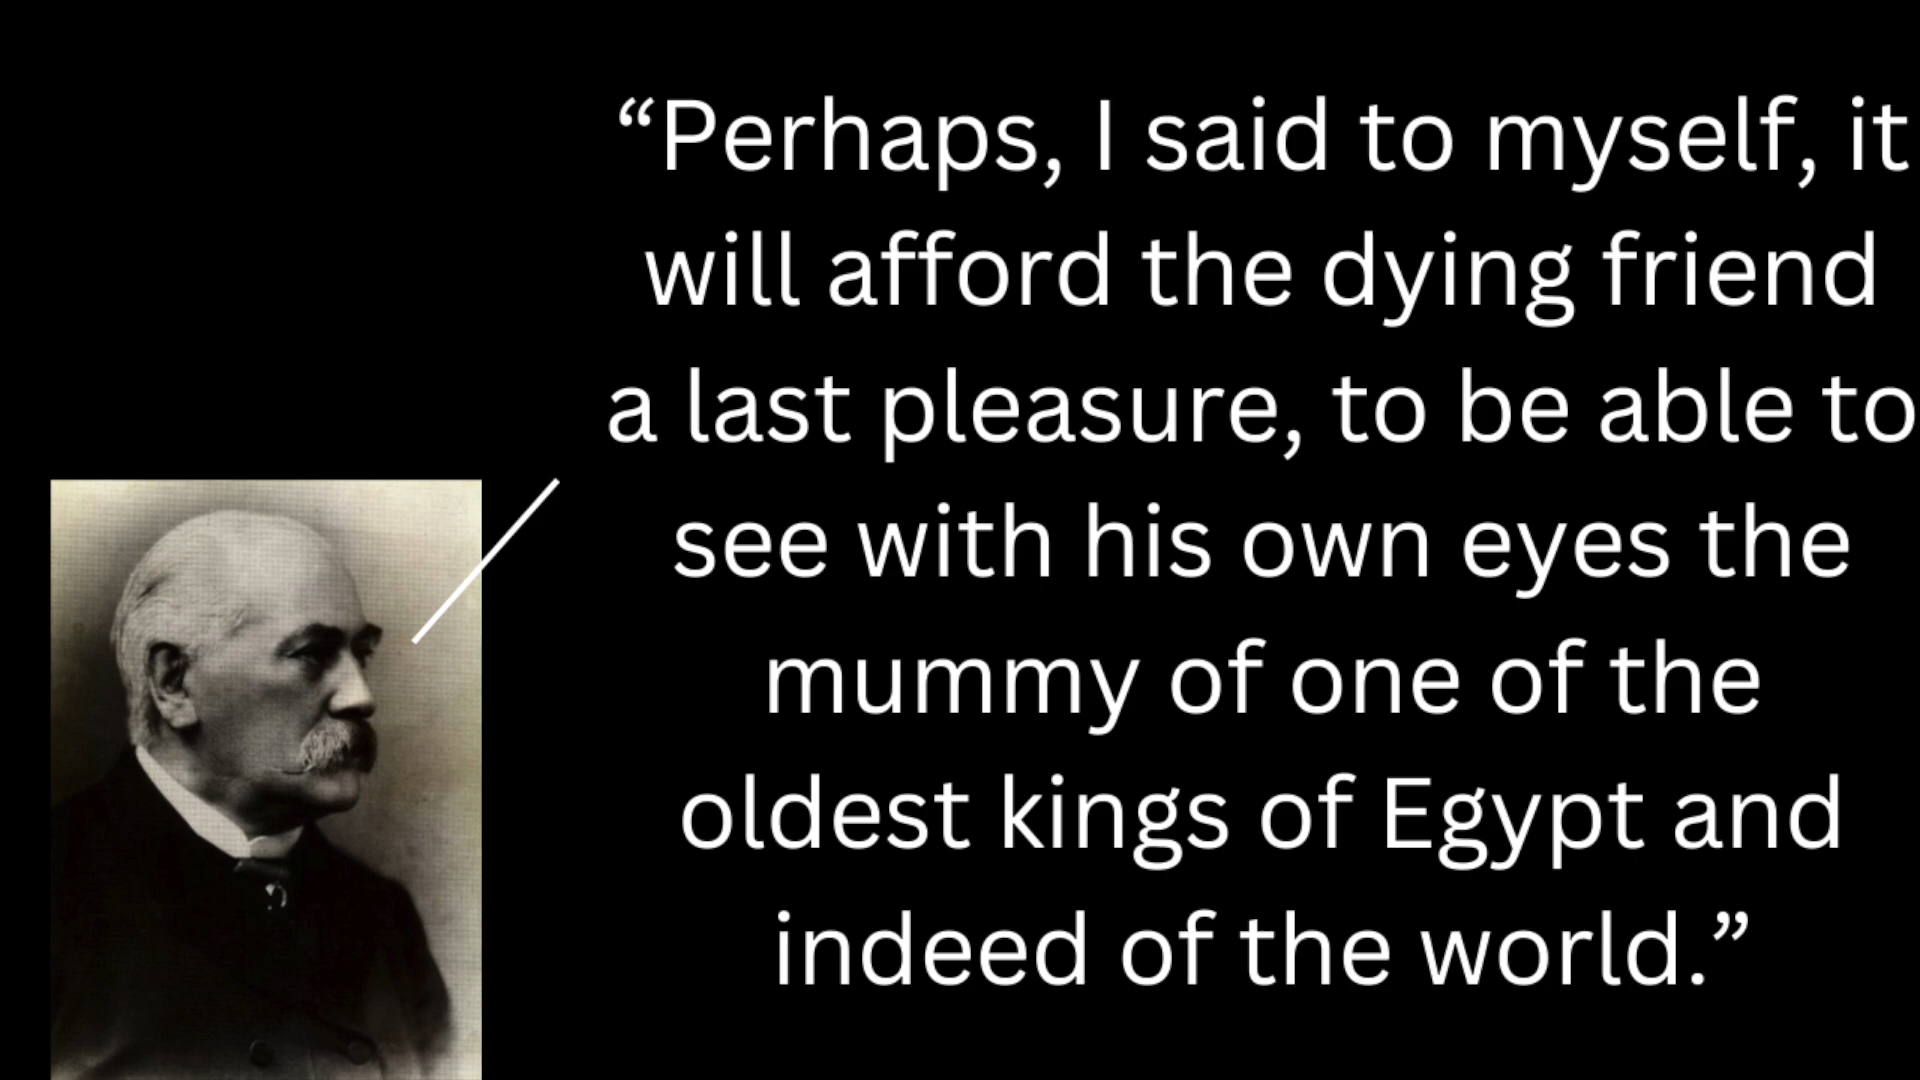 “Perhaps, I said to myself, it
will afford the dying friend
a last pleasure, to be able to
see with his own eyes the
mummy of one of the
oldest kings of Egypt and
indeed of the world.”